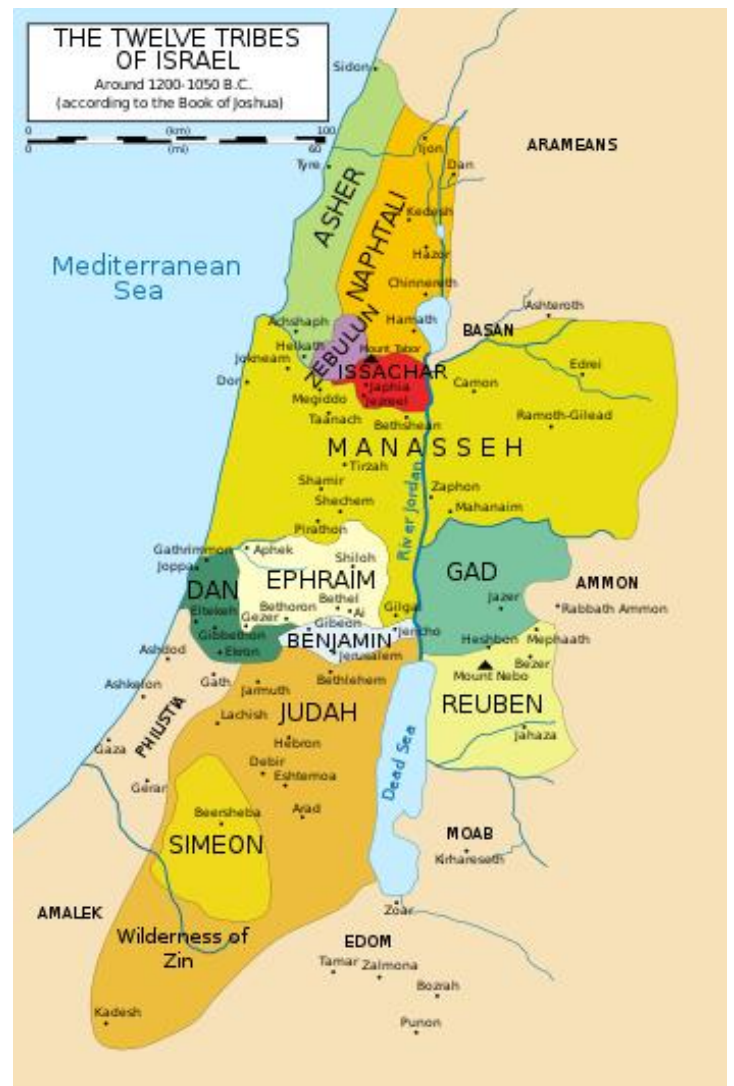 THE TWELVE TRIBES
OF ISRAEL
Around 1200-1050 B.C.
(according to the Book of Joshua)
0 (km) 100
0 (mi) 60
Sidon
ARAMEANS
Ijon
Tyre
Dan
ASHER
NAPHTALI
Kedesh
Hazor
Mediterranean
Sea
Chinnereth
Ashteroth
Achshaph
Hamath
BASAN
Helkath
ZEBULUN
Mount Tabor
Jokneam
ISSACHAR
Edrei
Dor
Japhia
Camon
Megiddo
Jezreel
Taanach
Bethshean
Ramoth-Gilead
MANASSEH
Tirzah
Shamir
River Jordan
Zaphon
Shechem
Mahanaim
Pirathon
Gathrimmon
Aphek
Joppa
Shiloh
DAN
EPHRAIM
GAD
AMMON
Eltekeh
Bethel
Jazer
Bethoron
Ai
Gilgal
Rabbath Ammon
Gezer
Gibeon
Gibbethon
BENJAMIN
Jericho
Heshbon
Mephaath
Ashdod
Ekron
Jerusalem
Bezer
Ashkelon
Gath
Bethlehem
Mount Nebo
Jarmuth
PHILISTIA
Lachish
JUDAH
REUBEN
Gaza
Hebron
Jahaza
Gerar
Debir
Eshtemoa
Dead Sea
Beersheba
Arad
SIMEON
MOAB
Kirhareseth
AMALEK
Zoar
Wilderness of
Zin
EDOM
Tamar
Zalmona
Bozrah
Kadesh
Punon